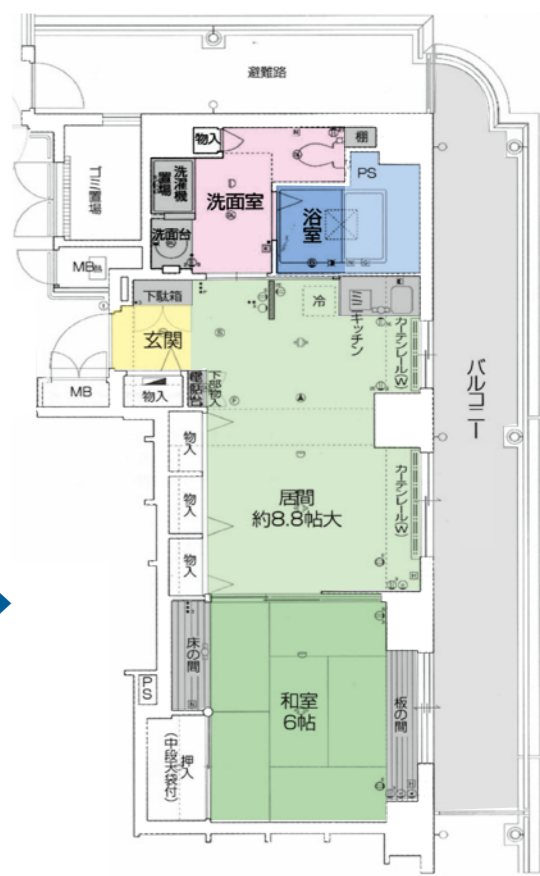 避難路
物入
棚
PS
洗濯機
置場
洗面室
浴室
洗面台
ゴミ置場
MB
下駄箱
冷
ミニキッチン
カーテンレール(W)
玄関
MB
物入
下部物入
バルコニー
物入
居間
約8.8帖大
カーテンレール(W)
物入
物入
床の間
和室
6帖
板の間
PS
押入
(中段天袋付)